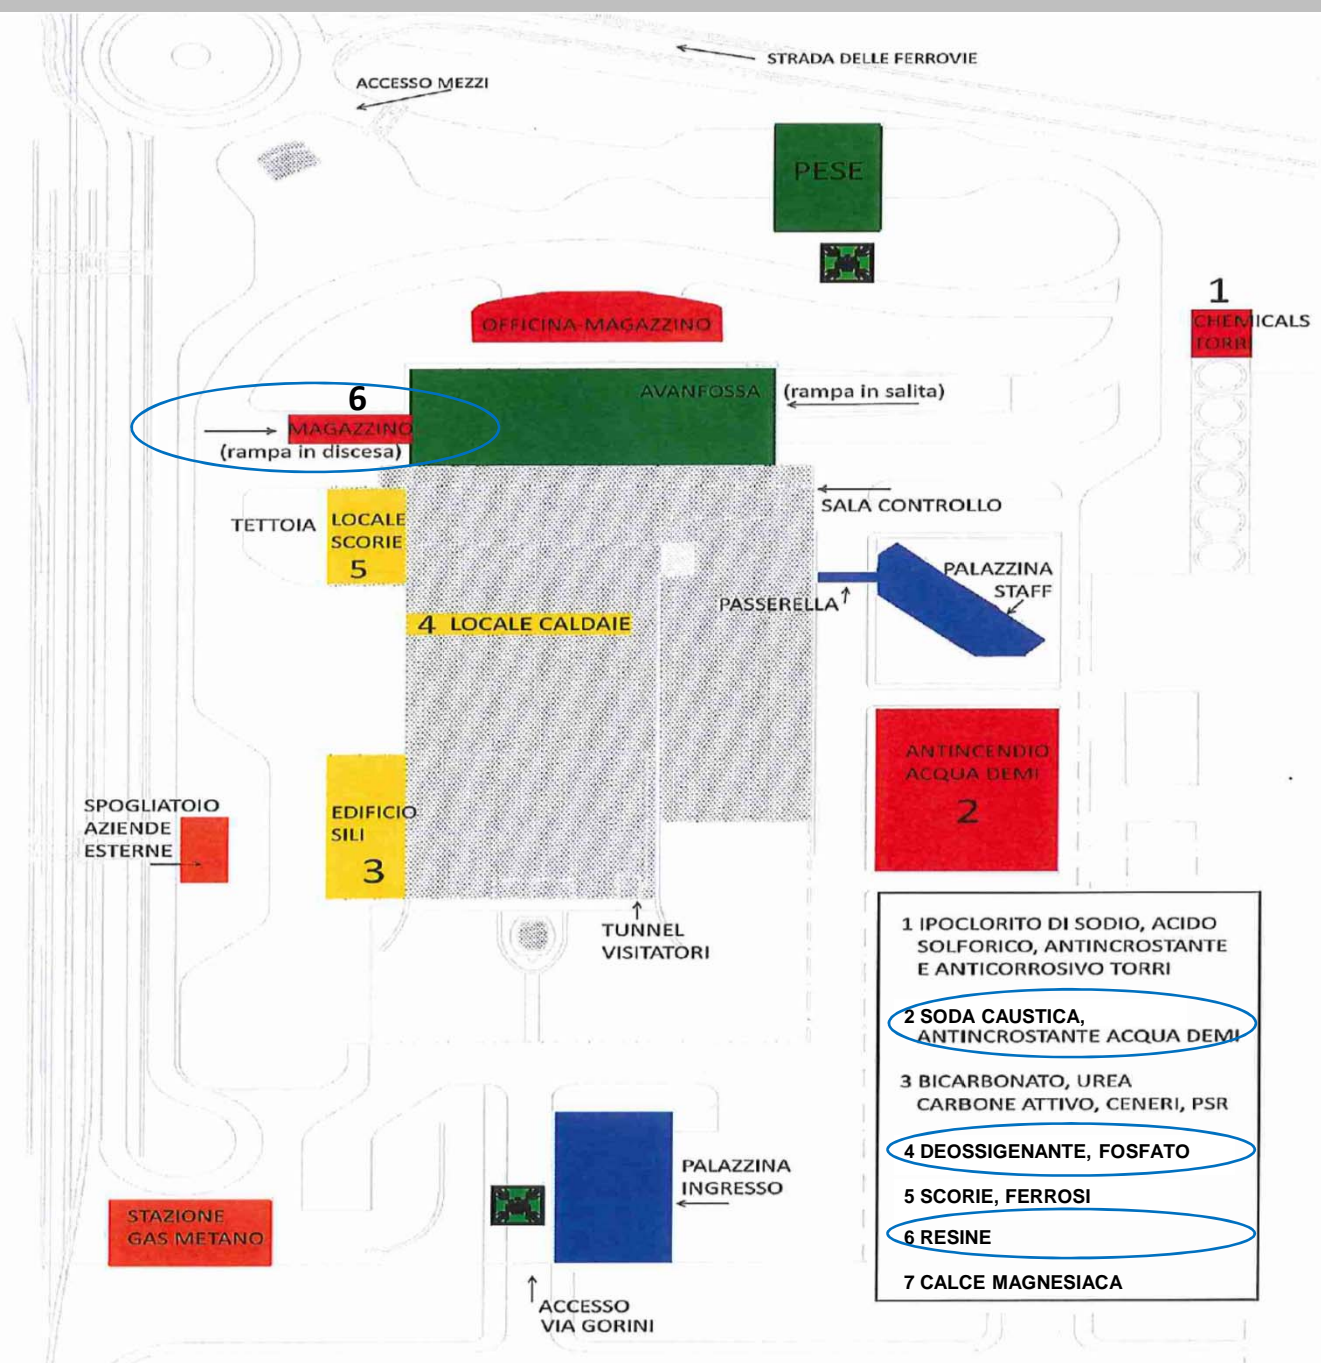 STRADA DELLE FERROVIE
ACCESSO MEZZI
PESE
1
CHEMICALS
TORRI
OFFICINA-MAGAZZINO
AVANFOSSA
(rampa in salita)
6
MAGAZZINO
(rampa in discesa)
SALA CONTROLLO
TETTOIA
LOCALE
SCORIE
5
PALAZZINA
STAFF
PASSERELLA
4 LOCALE CALDAIE
ANTINCENDIO
ACQUA DEMI
2
SPOGLIATOIO
AZIENDE
ESTERNE
EDIFICIO
SILI
3
TUNNEL
VISITATORI
1 IPOCLORITO DI SODIO, ACIDO
SOLFORICO, ANTINCROSTANTE
E ANTICORROSIVO TORRI
2 SODA CAUSTICA,
ANTINCROSTANTE ACQUA DEMI
3 BICARBONATO, UREA
CARBONE ATTIVO, CENERI, PSR
4 DEOSSIGENANTE, FOSFATO
5 SCORIE, FERROSI
6 RESINE
7 CALCE MAGNESIACA
PALAZZINA
INGRESSO
STAZIONE
GAS METANO
ACCESSO
VIA GORINI